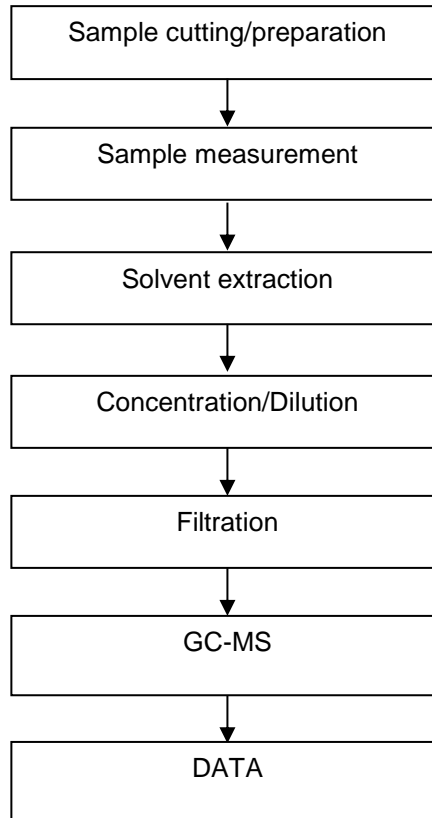 Sample cutting/preparation
Sample measurement
Solvent extraction
Concentration/Dilution
Filtration
GC-MS
DATA